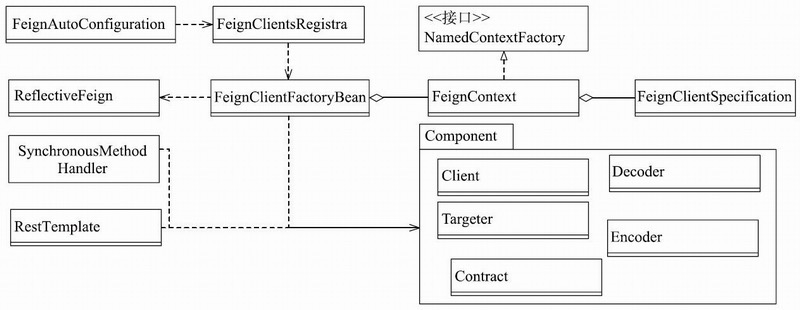 FeignAutoConfiguration
FeignClientsRegistra
<<接口>>
NamedContextFactory
ReflectiveFeign
FeignClientFactoryBean
FeignContext
FeignClientSpecification
SynchronousMethod
Handler
RestTemplate
Component
Client
Decoder
Targeter
Encoder
Contract